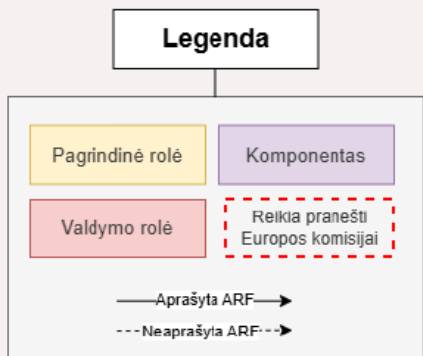 Legenda
Pagrindinė rolė
Komponentas
Valdymo rolė
Reikia pranešti
Europos komisijai
Aprašyta ARF
Neaprašyta ARF